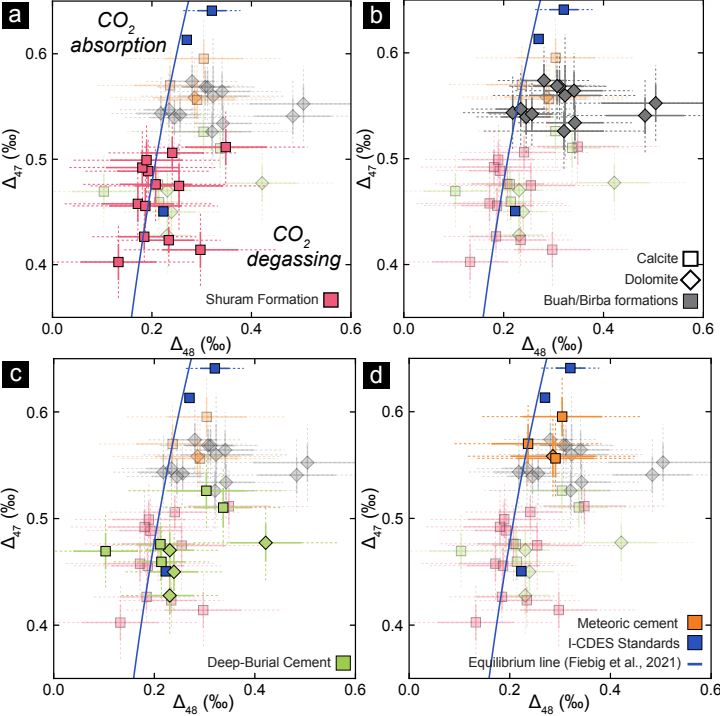 a
CO2
absorption
CO2
degassing
Shuram Formation
Δ47 (‰)
0.6
0.5
0.4
0.0
0.2
0.4
0.6
Δ48 (‰)
b
Calcite
Dolomite
Buah/Birba formations
Δ47 (‰)
0.6
0.5
0.4
0.0
0.2
0.4
0.6
Δ48 (‰)
c
Deep-Burial Cement
Δ47 (‰)
0.6
0.5
0.4
0.0
0.2
0.4
0.6
Δ48 (‰)
d
Meteoric cement
I-CDES Standards
Equilibrium line (Fiebig et al., 2021)
Δ47 (‰)
0.6
0.5
0.4
0.0
0.2
0.4
0.6
Δ48 (‰)